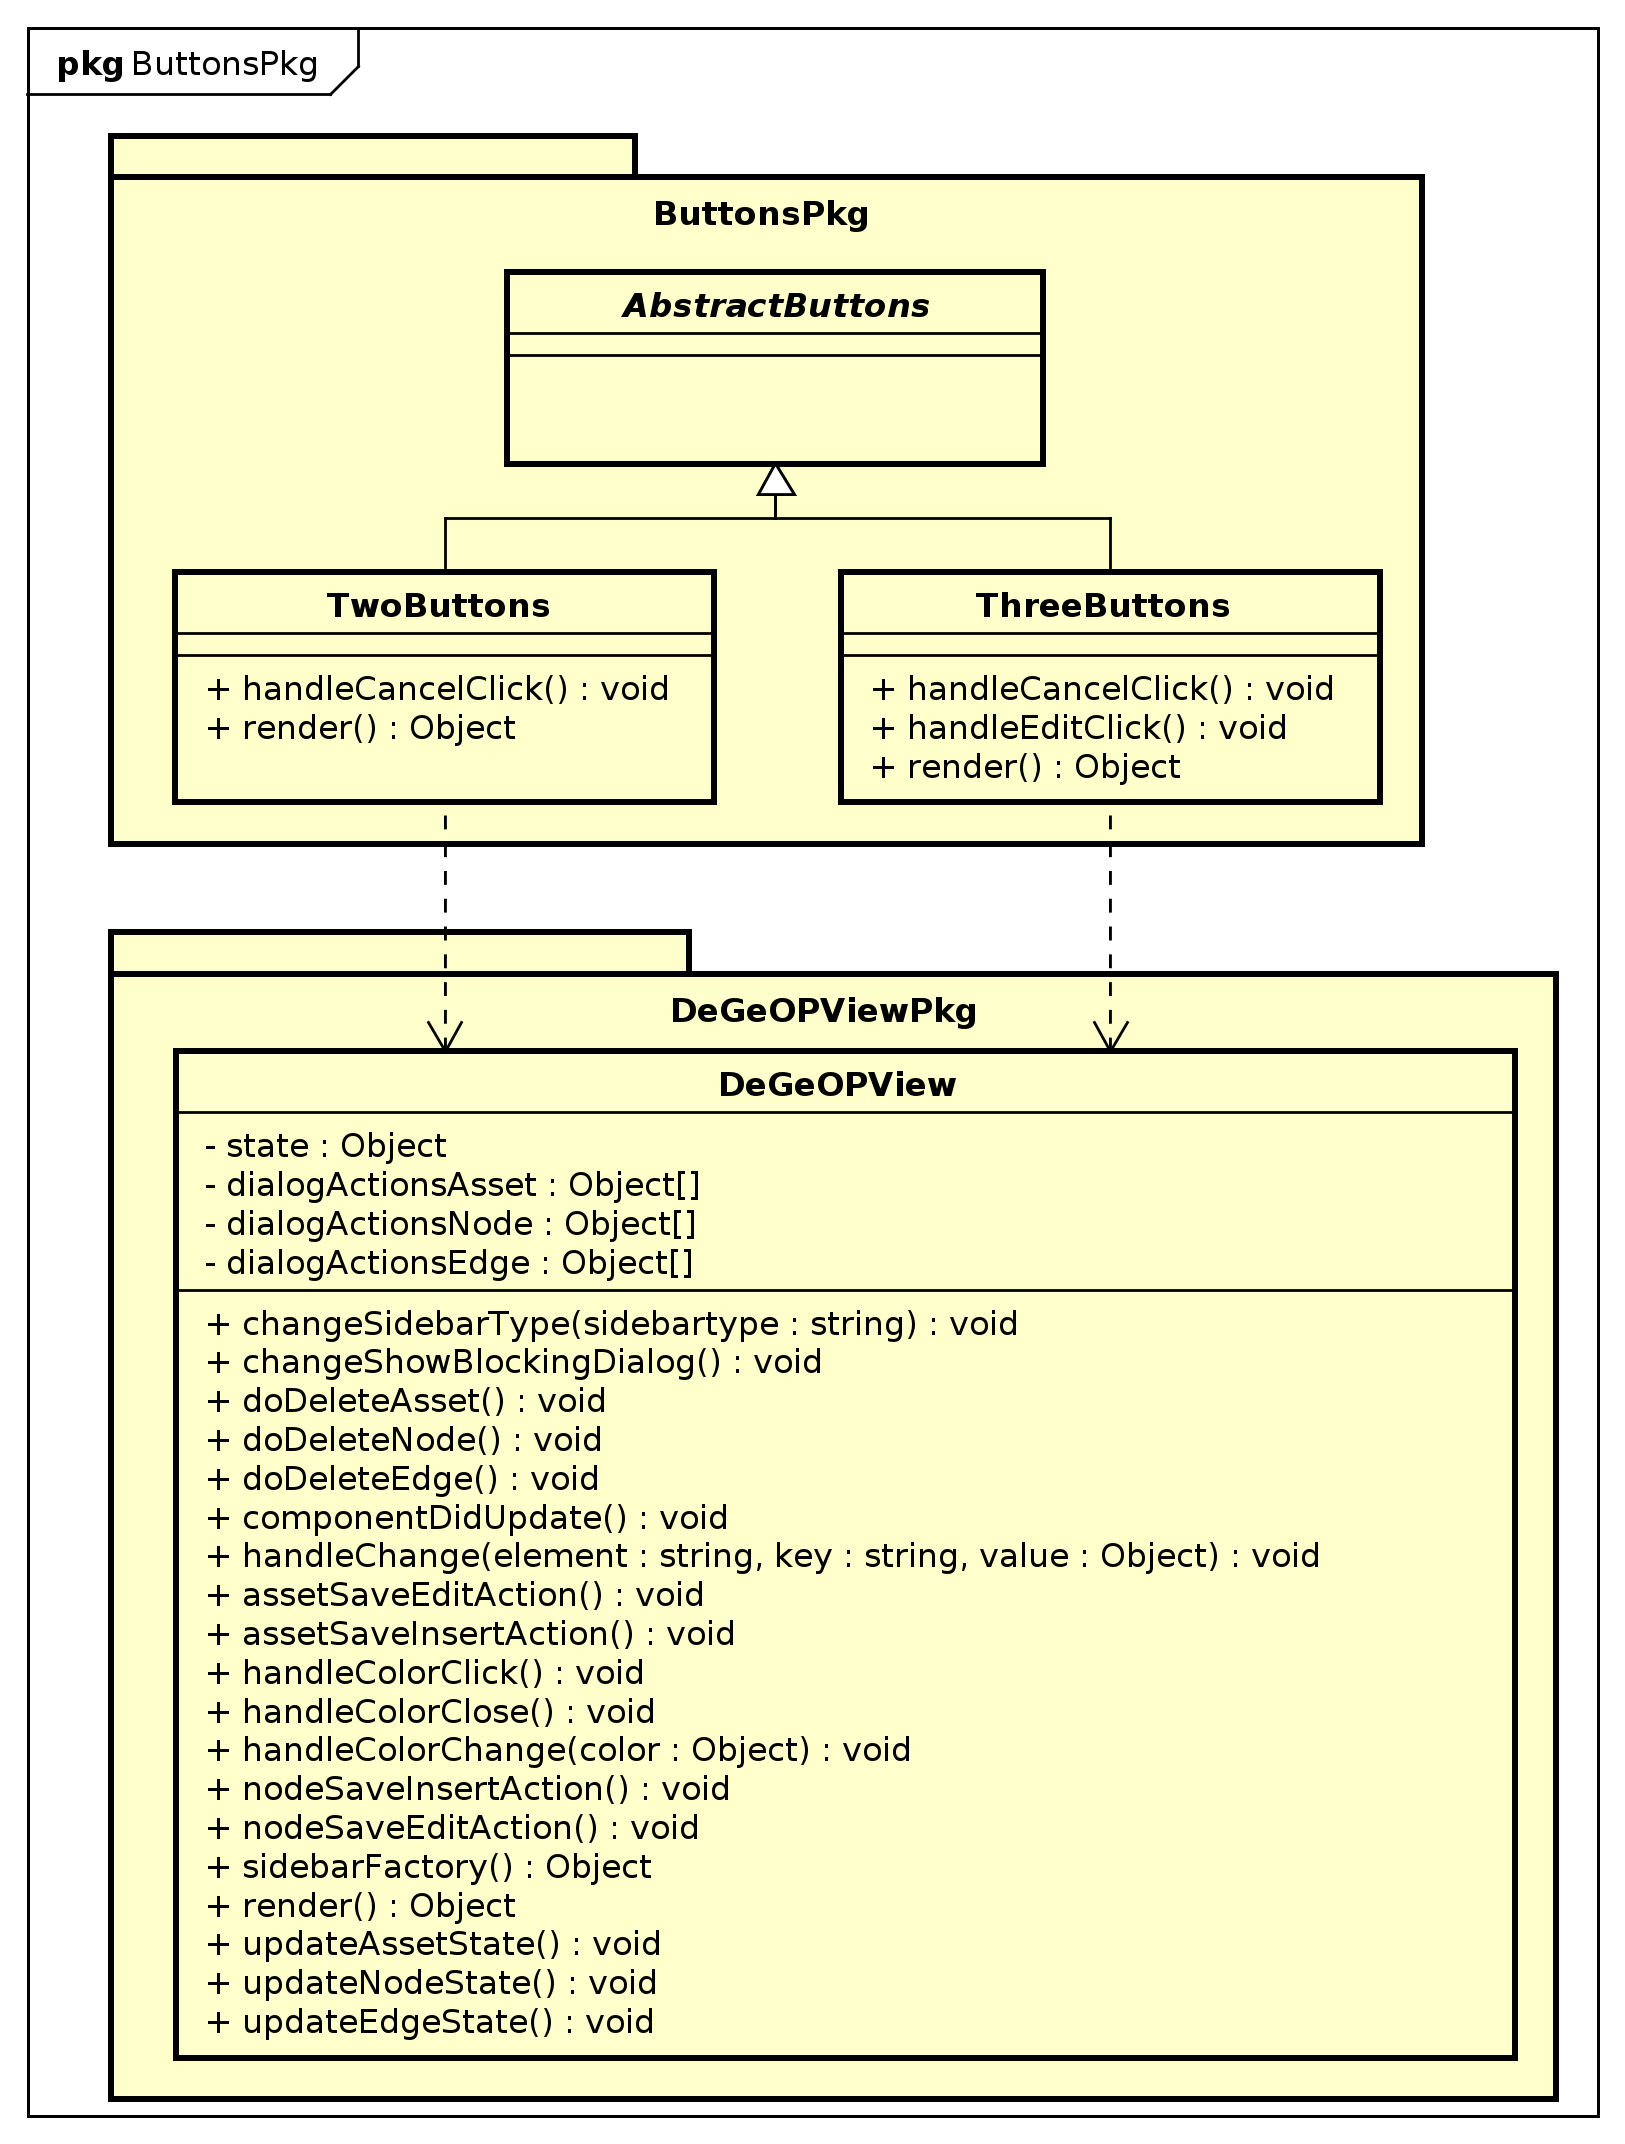 pkg ButtonsPkg
ButtonsPkg
AbstractButtons
TwoButtons
+ handleCancelClick() : void
+ render() : Object
ThreeButtons
+ handleCancelClick() : void
+ handleEditClick() : void
+ render() : Object
DeGeOPViewPkg
DeGeOPView
- state : Object
- dialogActionsAsset : Object[]
- dialogActionsNode : Object[]
- dialogActionsEdge : Object[]
+ changeSidebarType(sidebartype : string) : void
+ changeShowBlockingDialog() : void
+ doDeleteAsset() : void
+ doDeleteNode() : void
+ doDeleteEdge() : void
+ componentDidUpdate() : void
+ handleChange(element : string, key : string, value : Object) : void
+ assetSaveEditAction() : void
+ assetSaveInsertAction() : void
+ handleColorClick() : void
+ handleColorClose() : void
+ handleColorChange(color : Object) : void
+ nodeSaveInsertAction() : void
+ nodeSaveEditAction() : void
+ sidebarFactory() : Object
+ render() : Object
+ updateAssetState() : void
+ updateNodeState() : void
+ updateEdgeState() : void